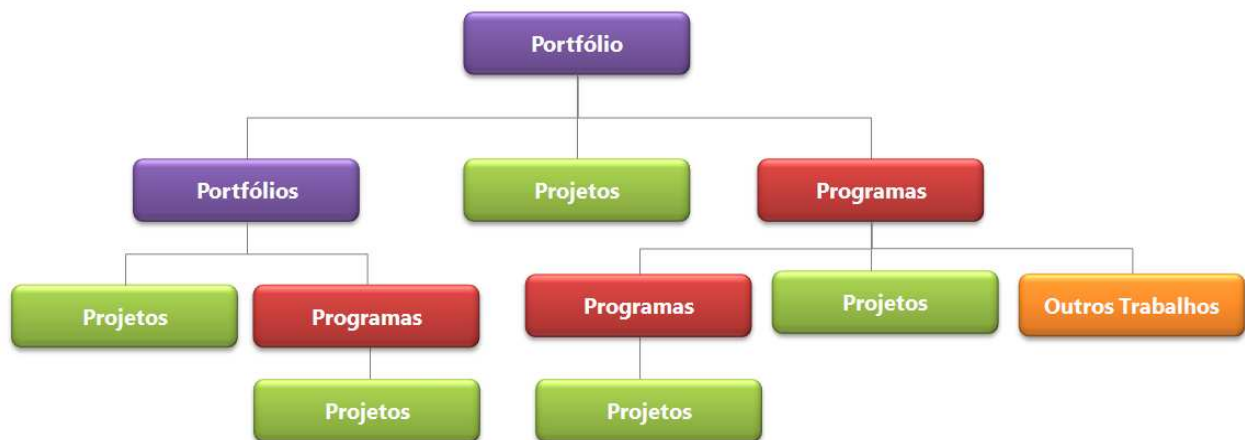 Portfólio
Portfólios
Projetos
Programas
Projetos
Programas
Programas
Projetos
Outros Trabalhos
Projetos
Projetos